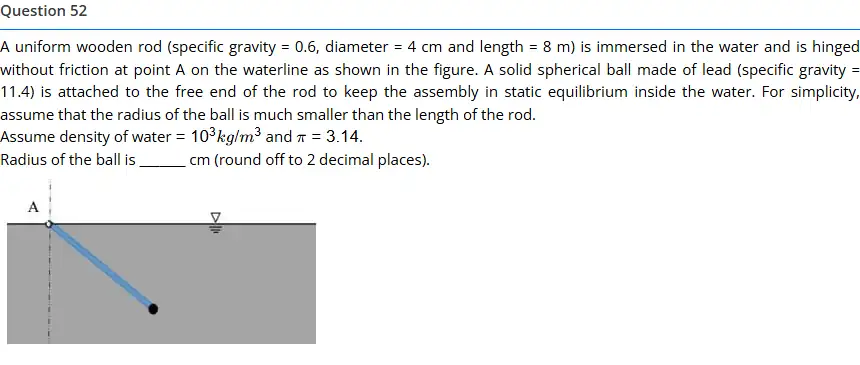 Question 52
A uniform wooden rod (specific gravity = 0.6, diameter = 4 cm and length = 8 m) is immersed in the water and is hinged
without friction at point A on the waterline as shown in the figure. A solid spherical ball made of lead (specific gravity =
11.4) is attached to the free end of the rod to keep the assembly in static equilibrium inside the water. For simplicity,
assume that the radius of the ball is much smaller than the length of the rod.
Assume density of water = 10³kg/m³ and π = 3.14.
Radius of the ball is ______ cm (round off to 2 decimal places).
A